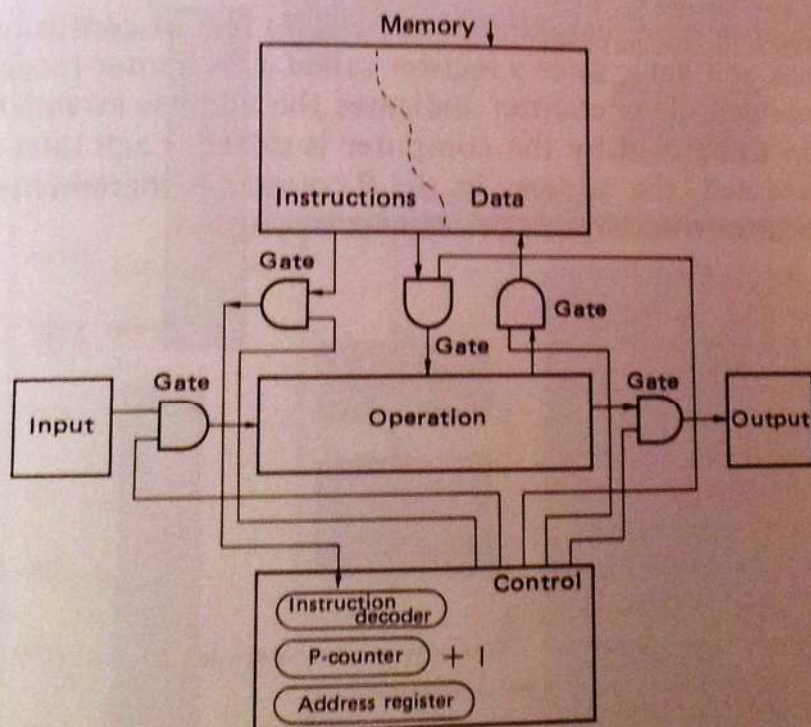 Memory
Instructions Data
Gate
Gate
Gate
Gate
Gate
Input
Operation
Output
Control
Instruction
decoder
P-counter + 1
Address register